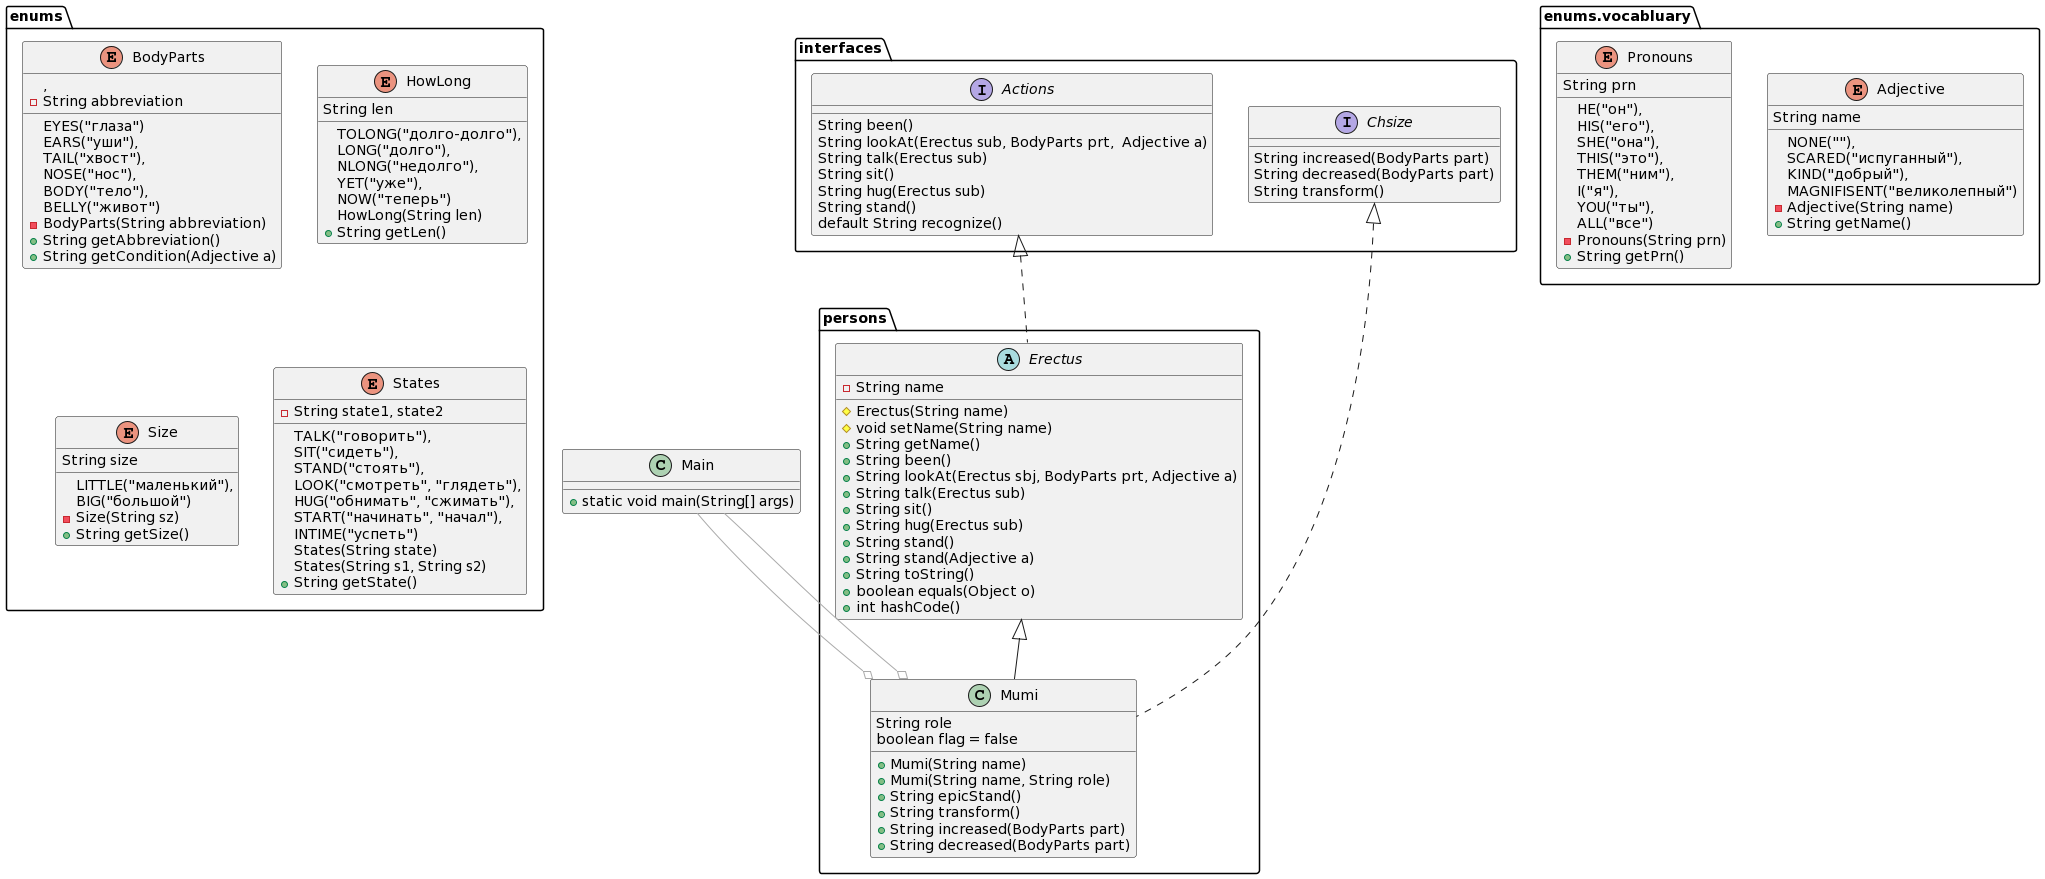 enums
E BodyParts
,
String abbreviation
EYES("глаза")
EARS("уши"),
TAIL("хвост"),
NOSE("нос"),
BODY("тело"),
BELLY("живот")
BodyParts(String abbreviation)
String getAbbreviation()
String getCondition(Adjective a)
E HowLong
String len
TOLONG("долго-долго"),
LONG("долго"),
NLONG("недолго"),
YET("уже"),
NOW("теперь")
HowLong(String len)
String getLen()
E Size
String size
LITTLE("маленький"),
BIG("большой")
Size(String sz)
String getSize()
E States
String state1, state2
TALK("говорить"),
SIT("сидеть"),
STAND("стоять"),
LOOK("смотреть", "глядеть"),
HUG("обнимать", "сжимать"),
START("начинать", "начал"),
INTIME("успеть")
States(String state)
States(String s1, String s2)
String getState()
C Main
static void main(String[] args)
interfaces
I Actions
String been()
String lookAt(Erectus sub, BodyParts prt,  Adjective a)
String talk(Erectus sub)
String sit()
String hug(Erectus sub)
String stand()
default String recognize()
I Chsize
String increased(BodyParts part)
String decreased(BodyParts part)
String transform()
persons
A Erectus
String name
Erectus(String name)
void setName(String name)
String getName()
String been()
String lookAt(Erectus sbj, BodyParts prt, Adjective a)
String talk(Erectus sub)
String sit()
String hug(Erectus sub)
String stand()
String stand(Adjective a)
String toString()
boolean equals(Object o)
int hashCode()
C Mumi
String role
boolean flag = false
Mumi(String name)
Mumi(String name, String role)
String epicStand()
String transform()
String increased(BodyParts part)
String decreased(BodyParts part)
enums.vocabluary
E Pronouns
String prn
HE("он"),
HIS("его"),
SHE("она"),
THIS("это"),
THEM("ним"),
I("я"),
YOU("ты"),
ALL("все")
Pronouns(String prn)
String getPrn()
E Adjective
String name
NONE(""),
SCARED("испуганный"),
KIND("добрый"),
MAGNIFISENT("великолепный")
Adjective(String name)
String getName()